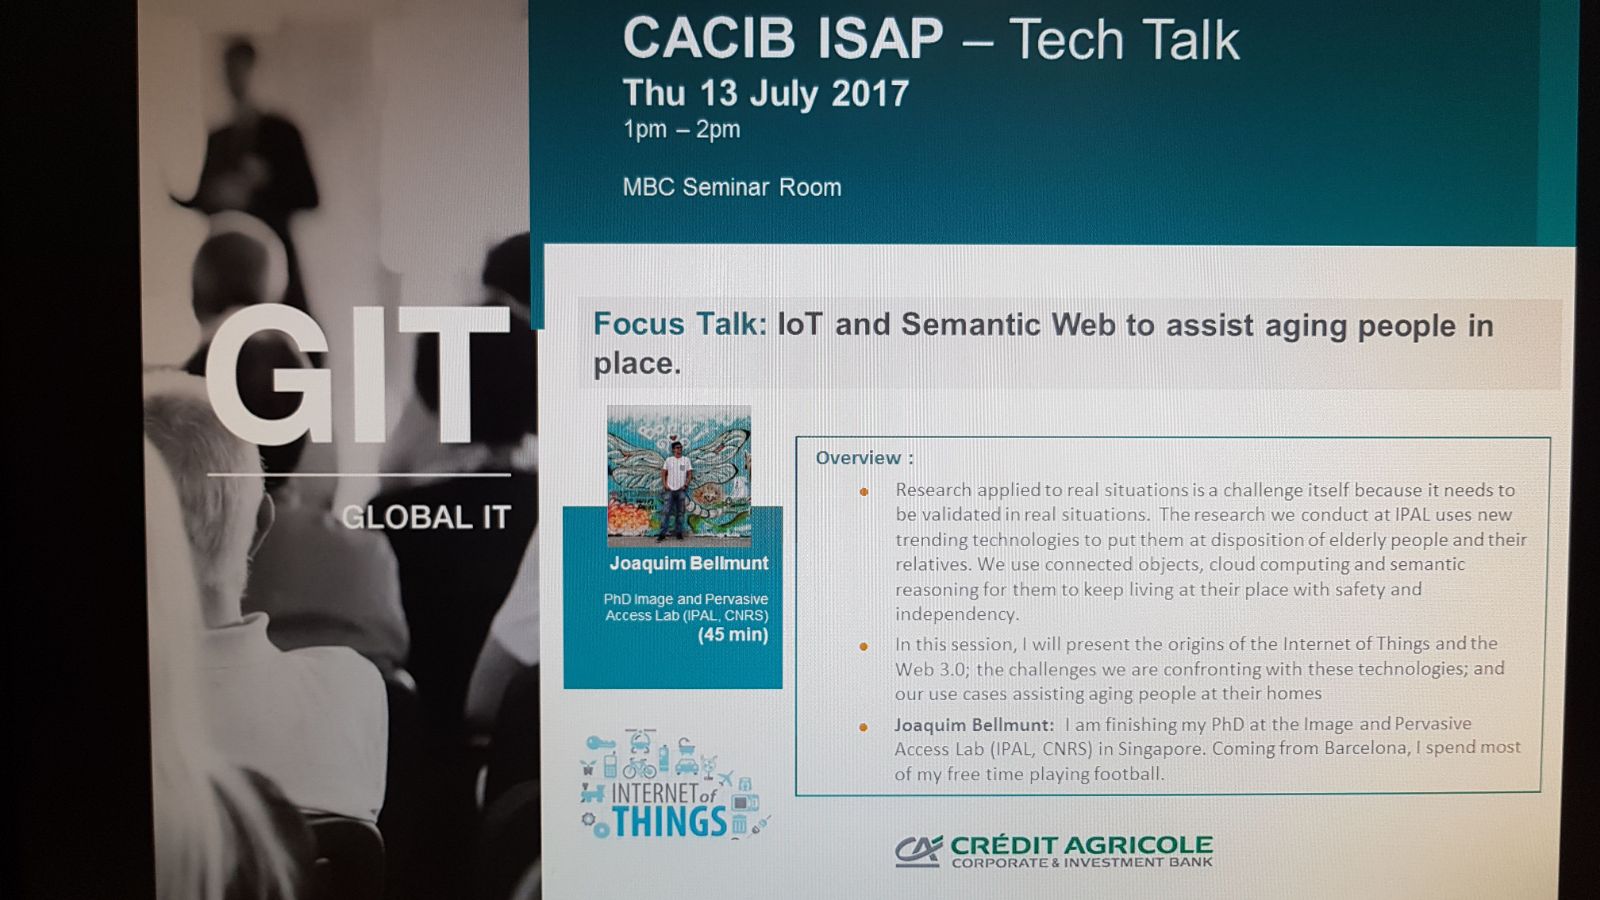 CACIB ISAP – Tech Talk
Thu 13 July 2017
1pm – 2pm
MBC Seminar Room
GIT
GLOBAL IT
Focus Talk: IoT and Semantic Web to assist aging people in
place.
Joaquim Bellmunt
PhD Image and Pervasive
Access Lab (IPAL, CNRS)
(45 min)
Overview :
Research applied to real situations is a challenge itself because it needs to
be validated in real situations. The research we conduct at IPAL uses new
trending technologies to put them at disposition of elderly people and their
relatives. We use connected objects, cloud computing and semantic
reasoning for them to keep living at their place with safety and
independency.
In this session, I will present the origins of the Internet of Things and the
Web 3.0; the challenges we are confronting with these technologies; and
our use cases assisting aging people at their homes
Joaquim Bellmunt: I am finishing my PhD at the Image and Pervasive
Access Lab (IPAL, CNRS) in Singapore. Coming from Barcelona, I spend most
of my free time playing football.
INTERNET of
THINGS
CA
CRÉDIT AGRICOLE
CORPORATE & INVESTMENT BANK